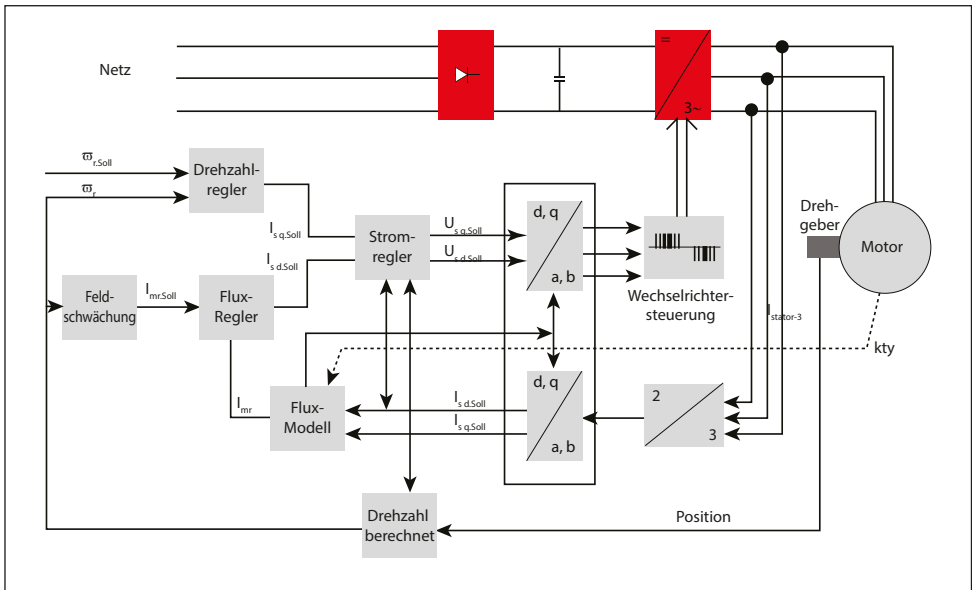 Netz
=
3~
ϖr.Soll
ϖr
Drehzahl-
regler
Is q.Soll
Is d.Soll
Strom-
regler
Us q.Soll
Us d.Soll
d, q
a, b
Wechselrichter-
steuerung
Dreh-
geber
Motor
Istator-3
kty
Feld-
schwächung
Imr.Soll
Flux-
Regler
Imr
Flux-
Modell
Is d.Soll
Is q.Soll
d, q
a, b
2
3
Drehzahl
berechnet
Position